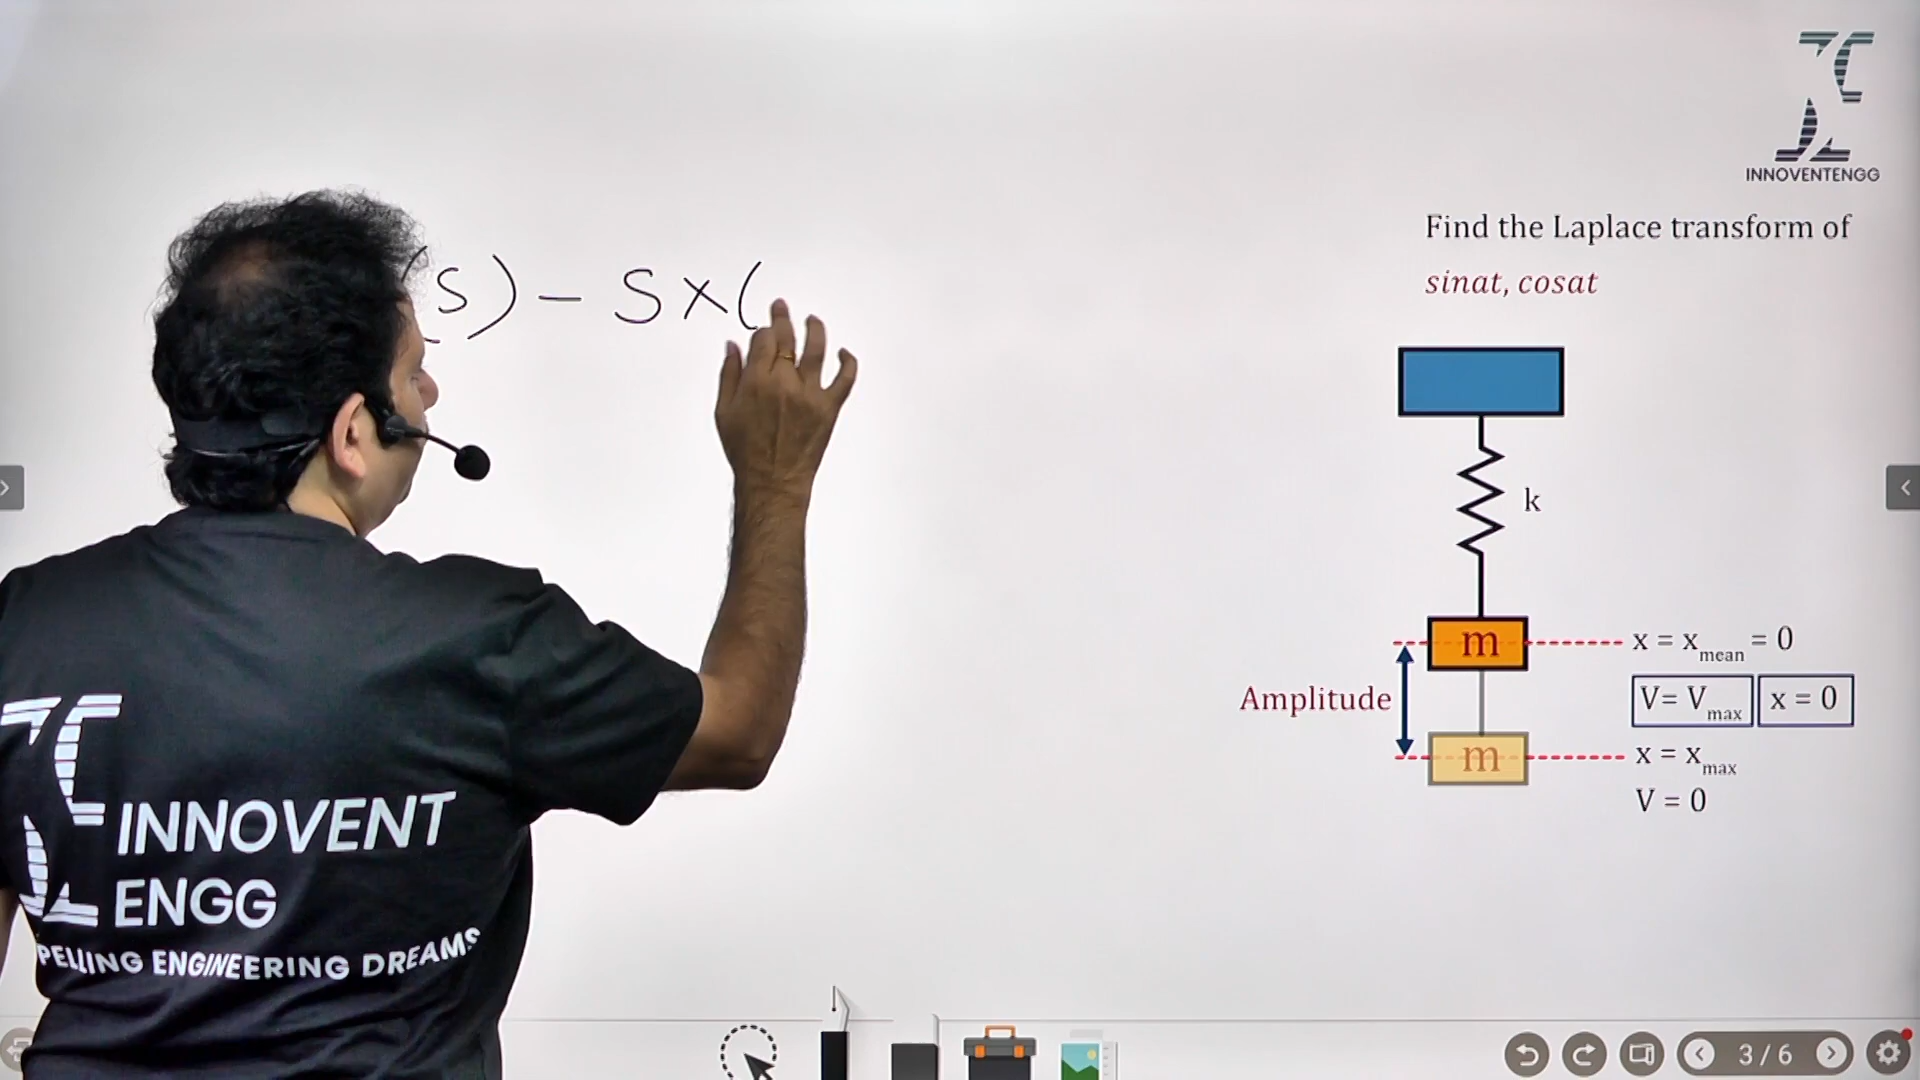 INNOVENTENGG
Find the Laplace transform of
sinat, cosat
(s) - Sx(
k
m
x = xmean = 0
Amplitude
V= Vmax
x = 0
m
x = xmax
V = 0
INNOVENT
ENGG
PELLING ENGINEERING DREAMS
3 / 6